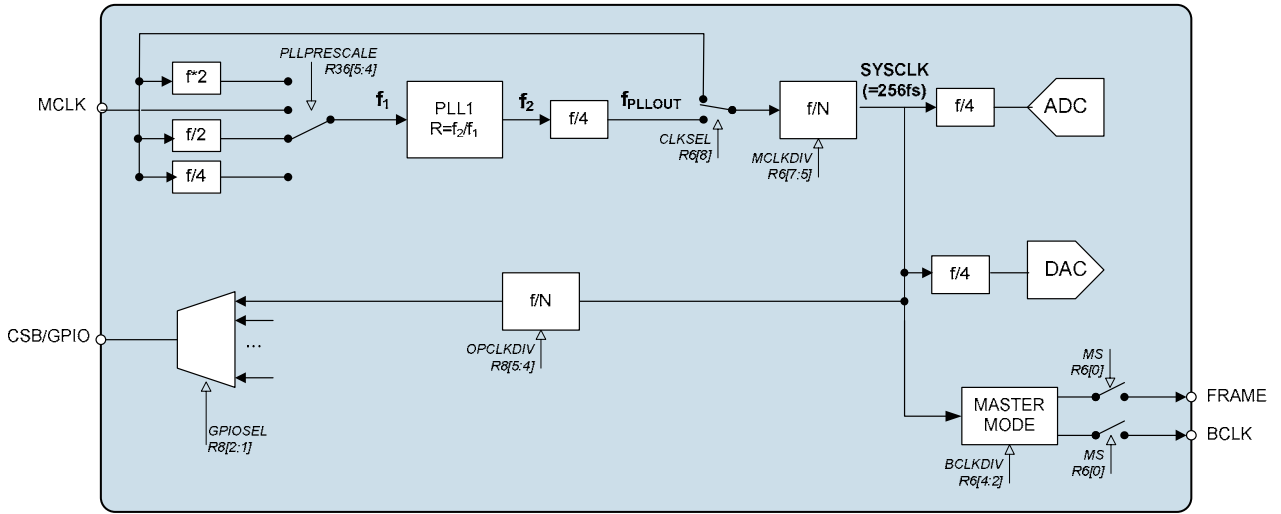 PLLPRESCALE
R36[5:4]
f*2
MCLK
f/2
f/4
f1
PLL1
R=f2/f1
f2
f/4
fPLLOUT
CLKSEL
R6[8]
f/N
MCLKDIV
R6[7:5]
SYSCLK
(=256fs)
f/4
ADC
f/4
DAC
f/N
OPCLKDIV
R8[5:4]
CSB/GPIO
...
GPIOSEL
R8[2:1]
MASTER
MODE
BCLKDIV
R6[4:2]
MS
R6[0]
FRAME
BCLK
MS
R6[0]